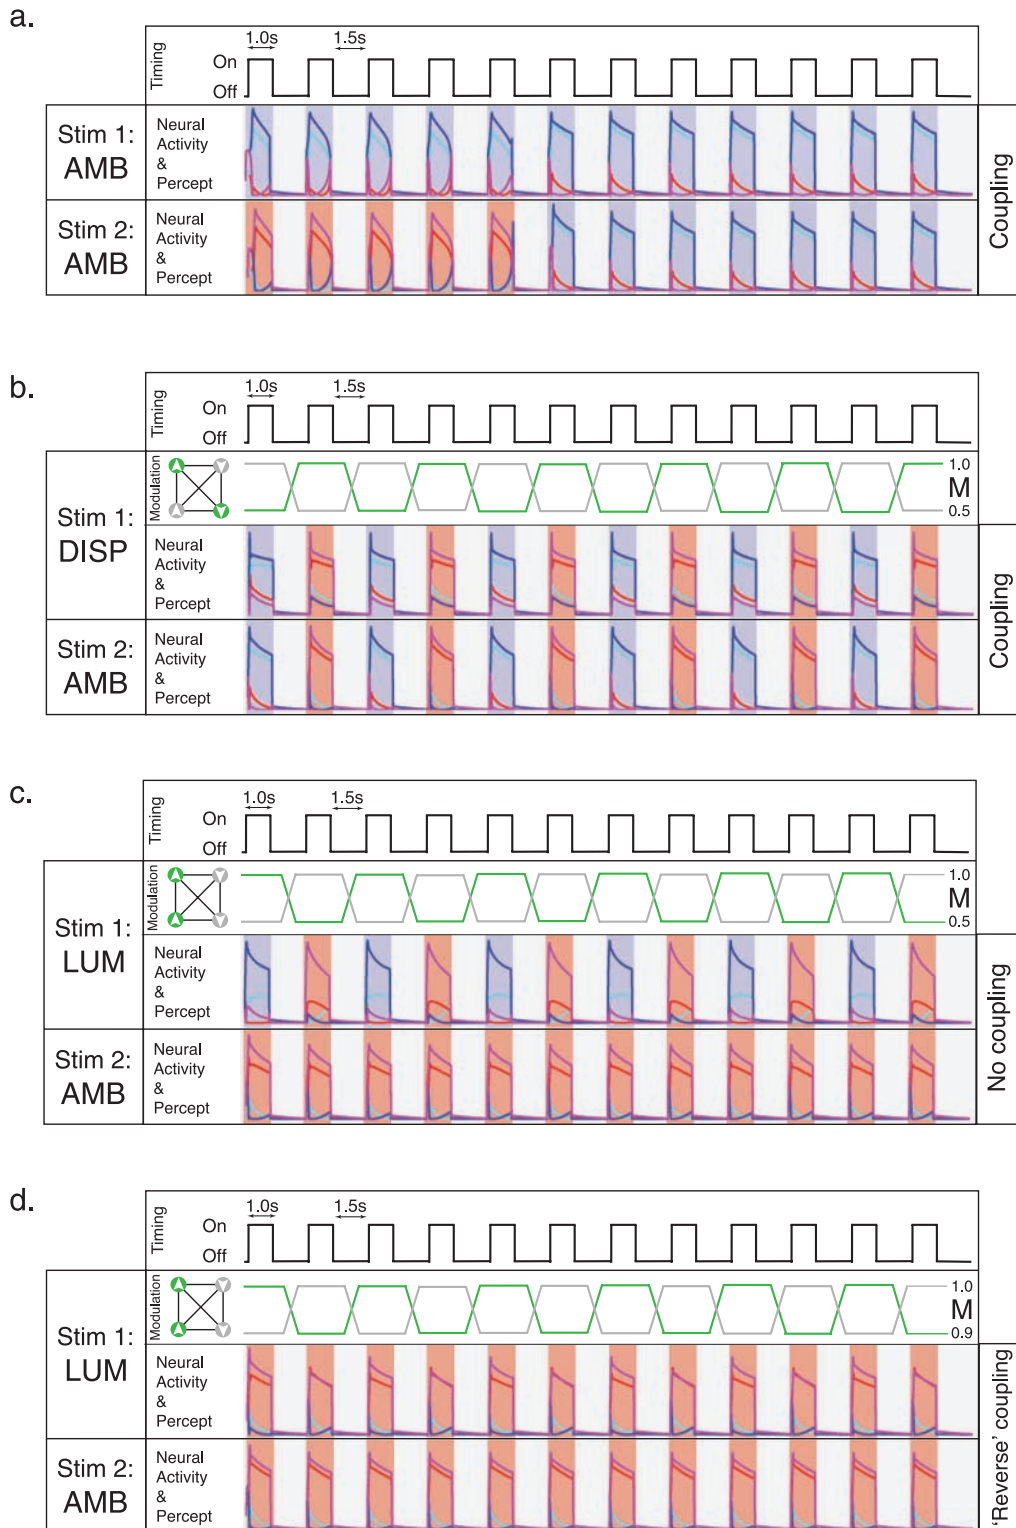 a.
Timing
1.0s
1.5s
On
Off
Stim 1:
AMB
Neural
Activity
&
Percept
Stim 2:
AMB
Neural
Activity
&
Percept
Coupling
b.
Timing
1.0s
1.5s
On
Off
Stim 1:
DISP
Modulation
1.0
M
0.5
Neural
Activity
&
Percept
Stim 2:
AMB
Neural
Activity
&
Percept
Coupling
c.
Timing
1.0s
1.5s
On
Off
Stim 1:
LUM
Modulation
1.0
M
0.5
Neural
Activity
&
Percept
Stim 2:
AMB
Neural
Activity
&
Percept
No coupling
d.
Timing
1.0s
1.5s
On
Off
Stim 1:
LUM
Modulation
1.0
M
0.9
Neural
Activity
&
Percept
Stim 2:
AMB
Neural
Activity
&
Percept
'Reverse' coupling